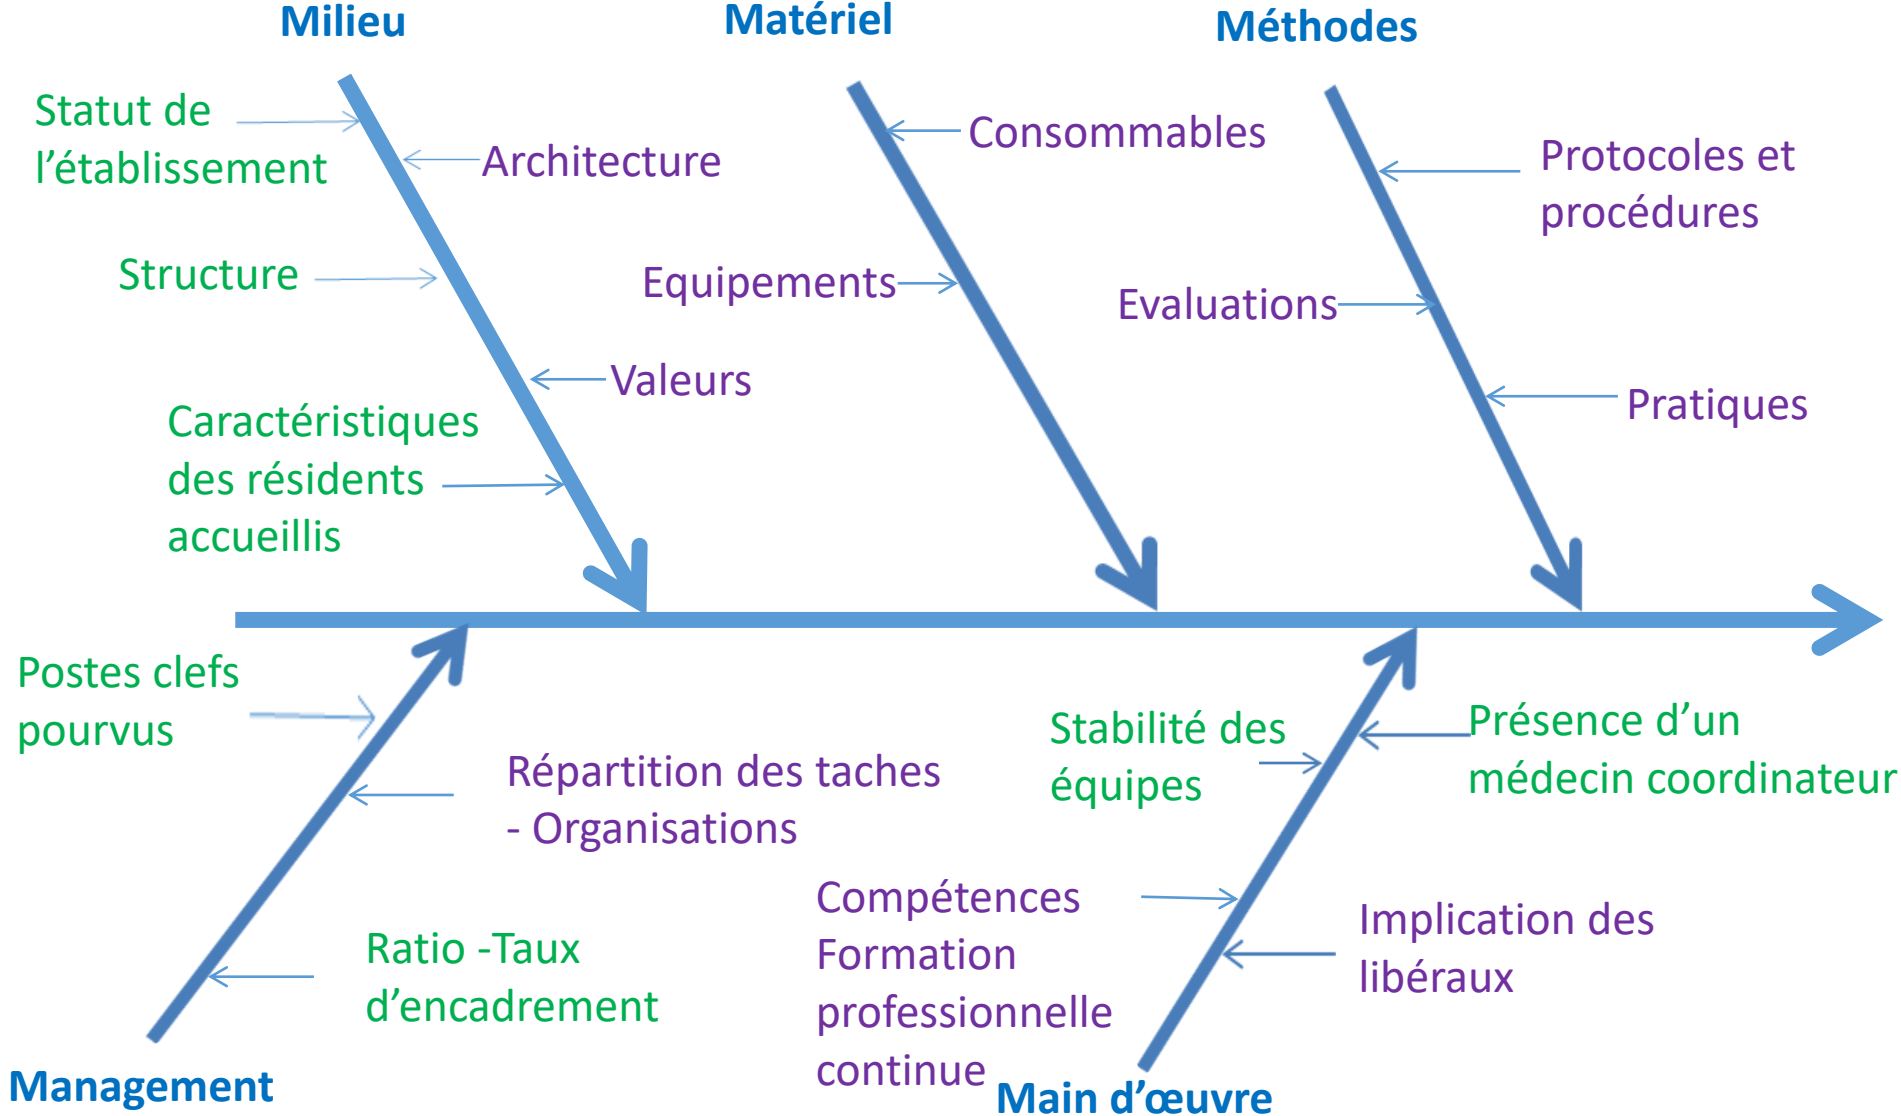 Milieu
Matériel
Méthodes
Statut de
l’établissement
Architecture
Structure
Valeurs
Caractéristiques
des résidents
accueillis
Consommables
Equipements
Protocoles et
procédures
Evaluations
Pratiques
Postes clefs
pourvus
Répartition des taches
- Organisations
Ratio -Taux
d’encadrement
Management
Stabilité des
équipes
Présence d’un
médecin coordinateur
Compétences
Formation
professionnelle
continue
Implication des
libéraux
Main d’œuvre